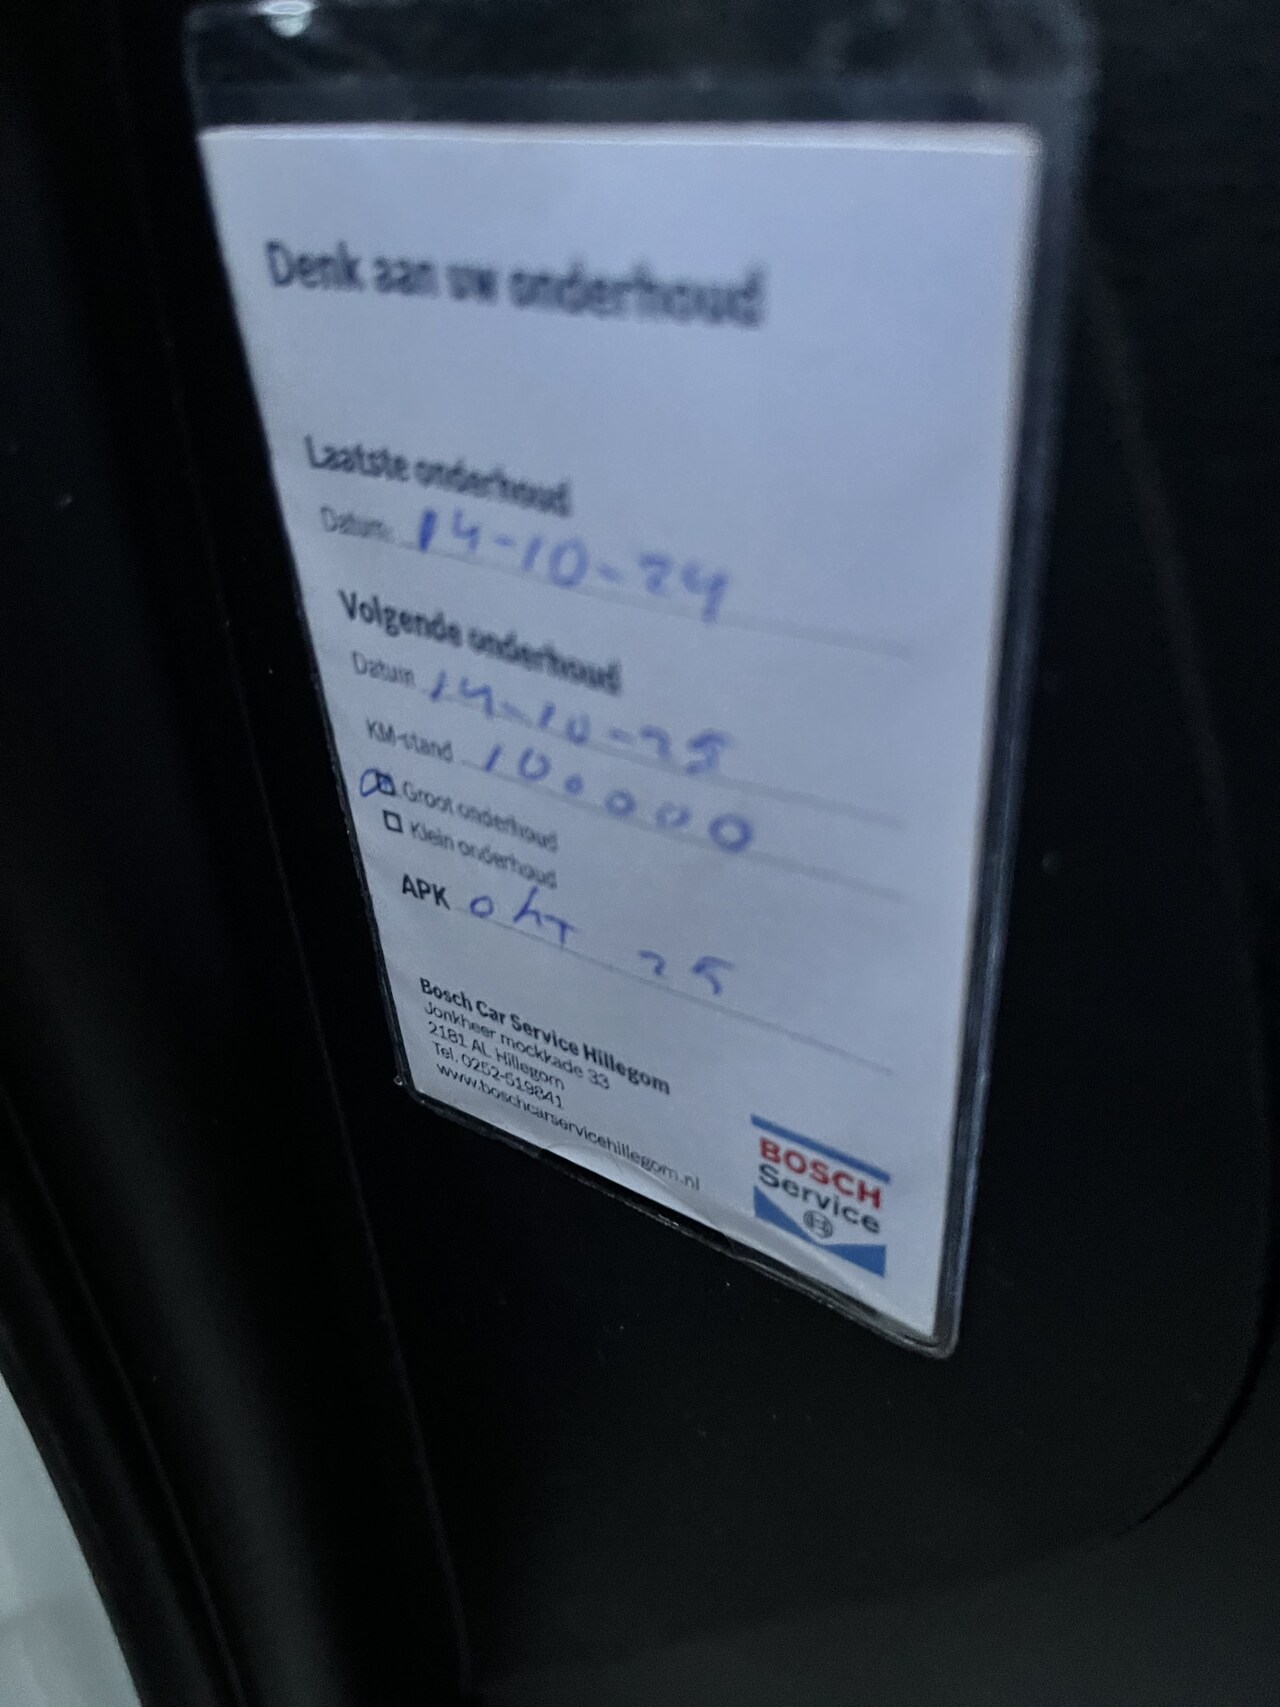 Denk aan uw onderhoud
Laatste onderhoud
Datum: 14-10-24
Volgende onderhoud
Datum 14-10-25
KM-stand 100000
Groot onderhoud
Klein onderhoud
APK okt 25
Bosch Car Service Hillegom
Jonkheer mockkade 33
2181 AL Hillegom
Tel. 0252-519841
www.boschcarservicehillegom.nl
BOSCH
Service